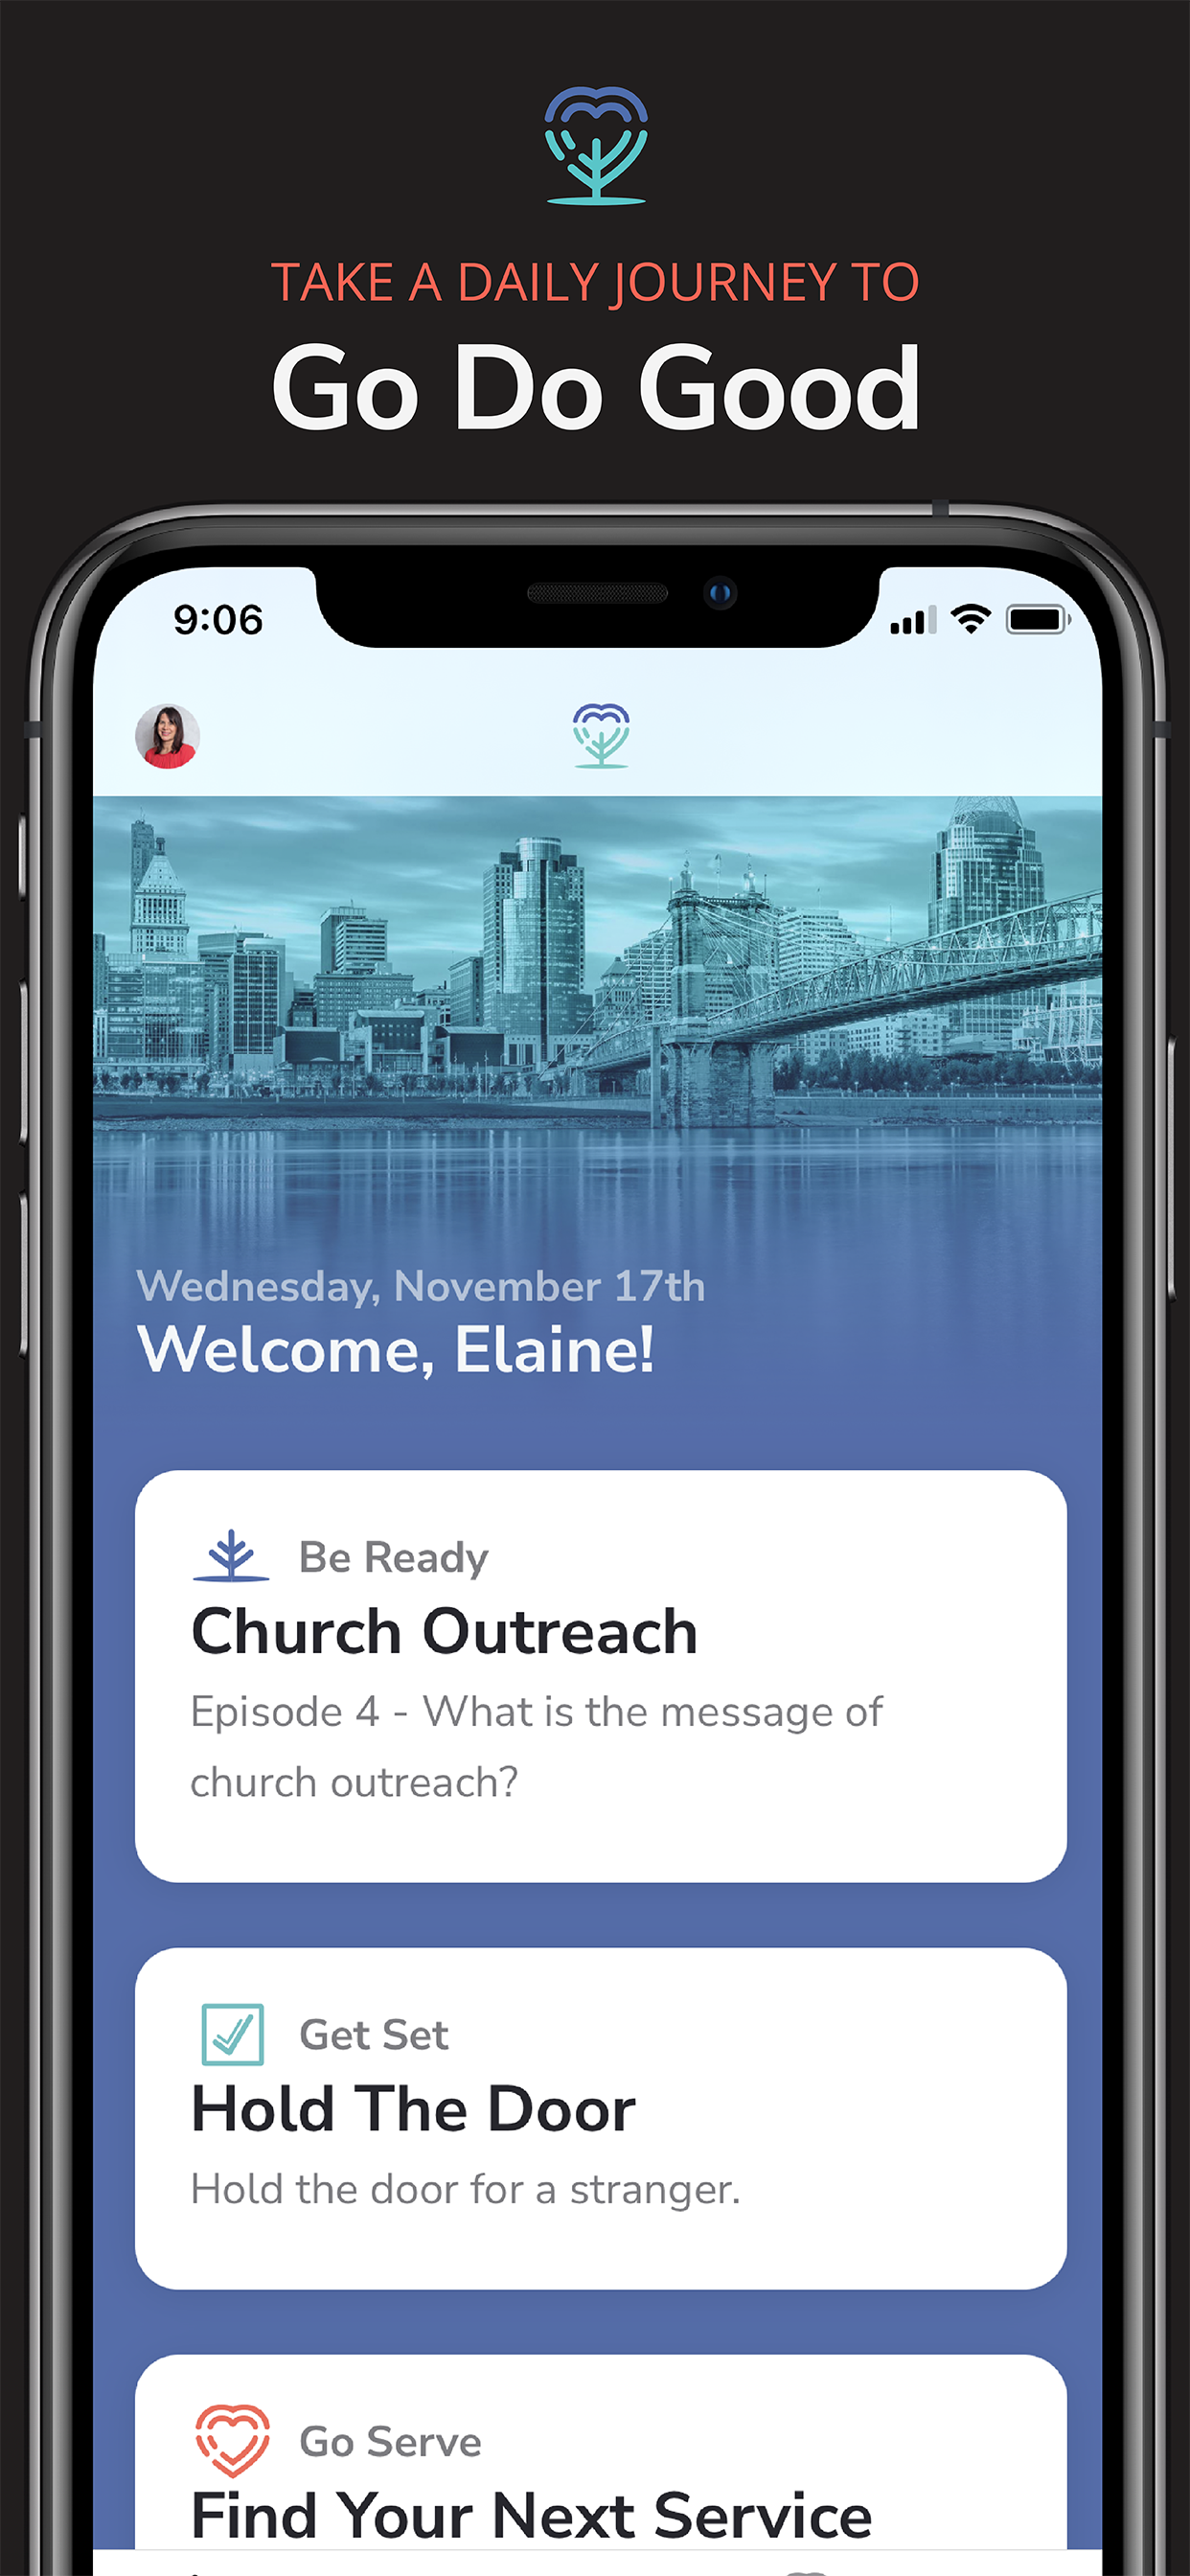 TAKE A DAILY JOURNEY TO
Go Do Good
9:06
Wednesday, November 17th
Welcome, Elaine!
Be Ready
Church Outreach
Episode 4 - What is the message of
church outreach?
Get Set
Hold The Door
Hold the door for a stranger.
Go Serve
Find Your Next Service